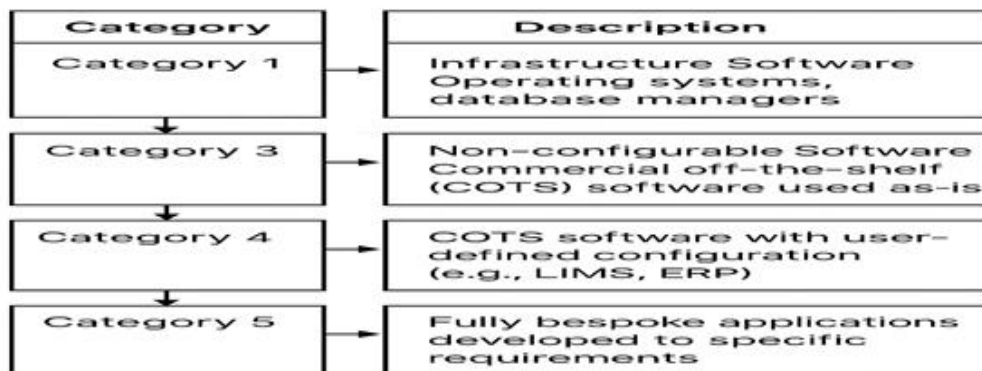 Category
Description
Category 1
Infrastructure Software
Operating systems,
database managers
Category 3
Non-configurable Software
Commercial off-the-shelf
(COTS) software used as-is
Category 4
COTS software with user-
defined configuration
(e.g., LIMS, ERP)
Category 5
Fully bespoke applications
developed to specific
requirements